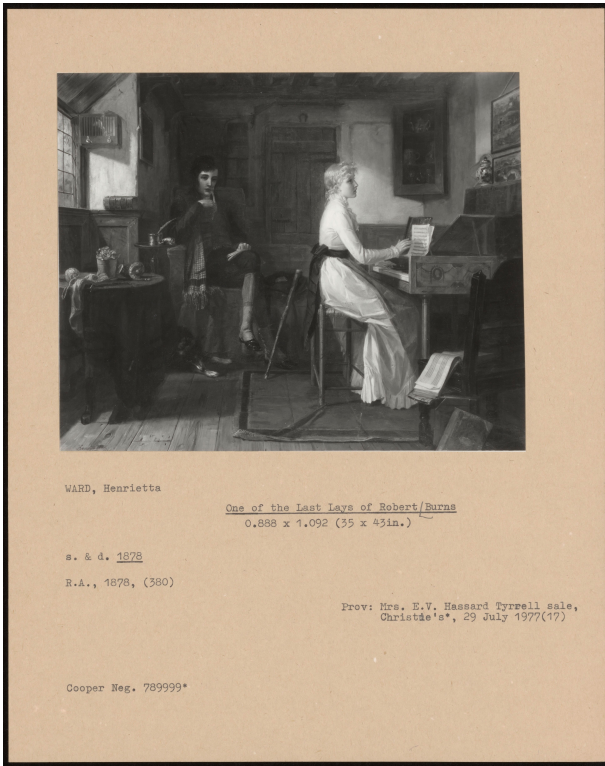 WARD, Henrietta
One of the Last Lays of Robert/Burns
0.888 x 1.092 (35 x 43in.)
s. & d. 1878
R.A., 1878, (380)
Prov: Mrs. E.V. Hassard Tyrrell sale,
Christie's*, 29 July 1977(17)
Cooper Neg. 789999*